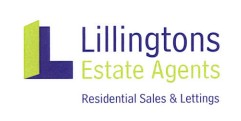 Lillingtons
Estate Agents
Residential Sales & Lettings